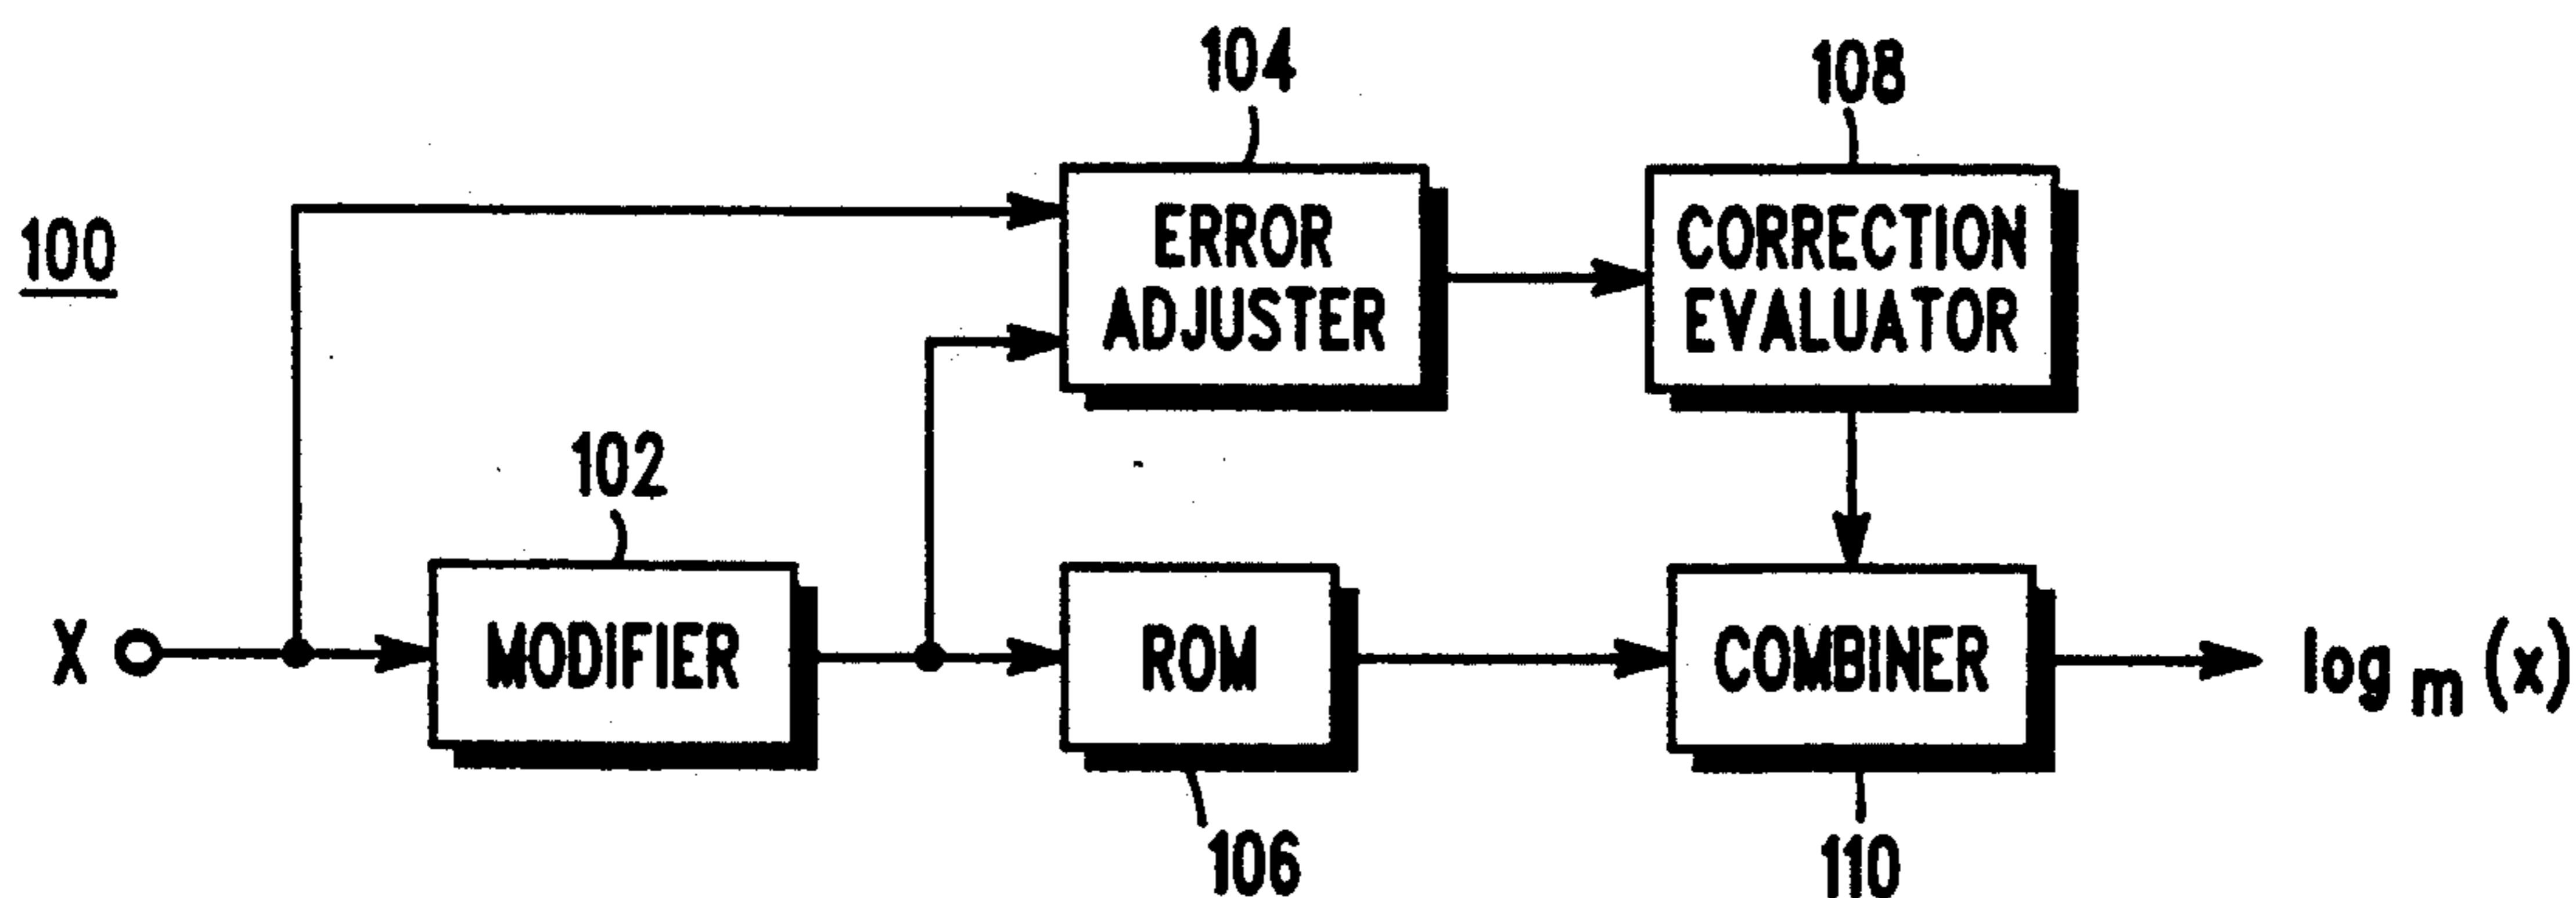 104
108
100
ERROR
ADJUSTER
CORRECTION
EVALUATOR
102
X
MODIFIER
ROM
COMBINER
log m (x)
106
110